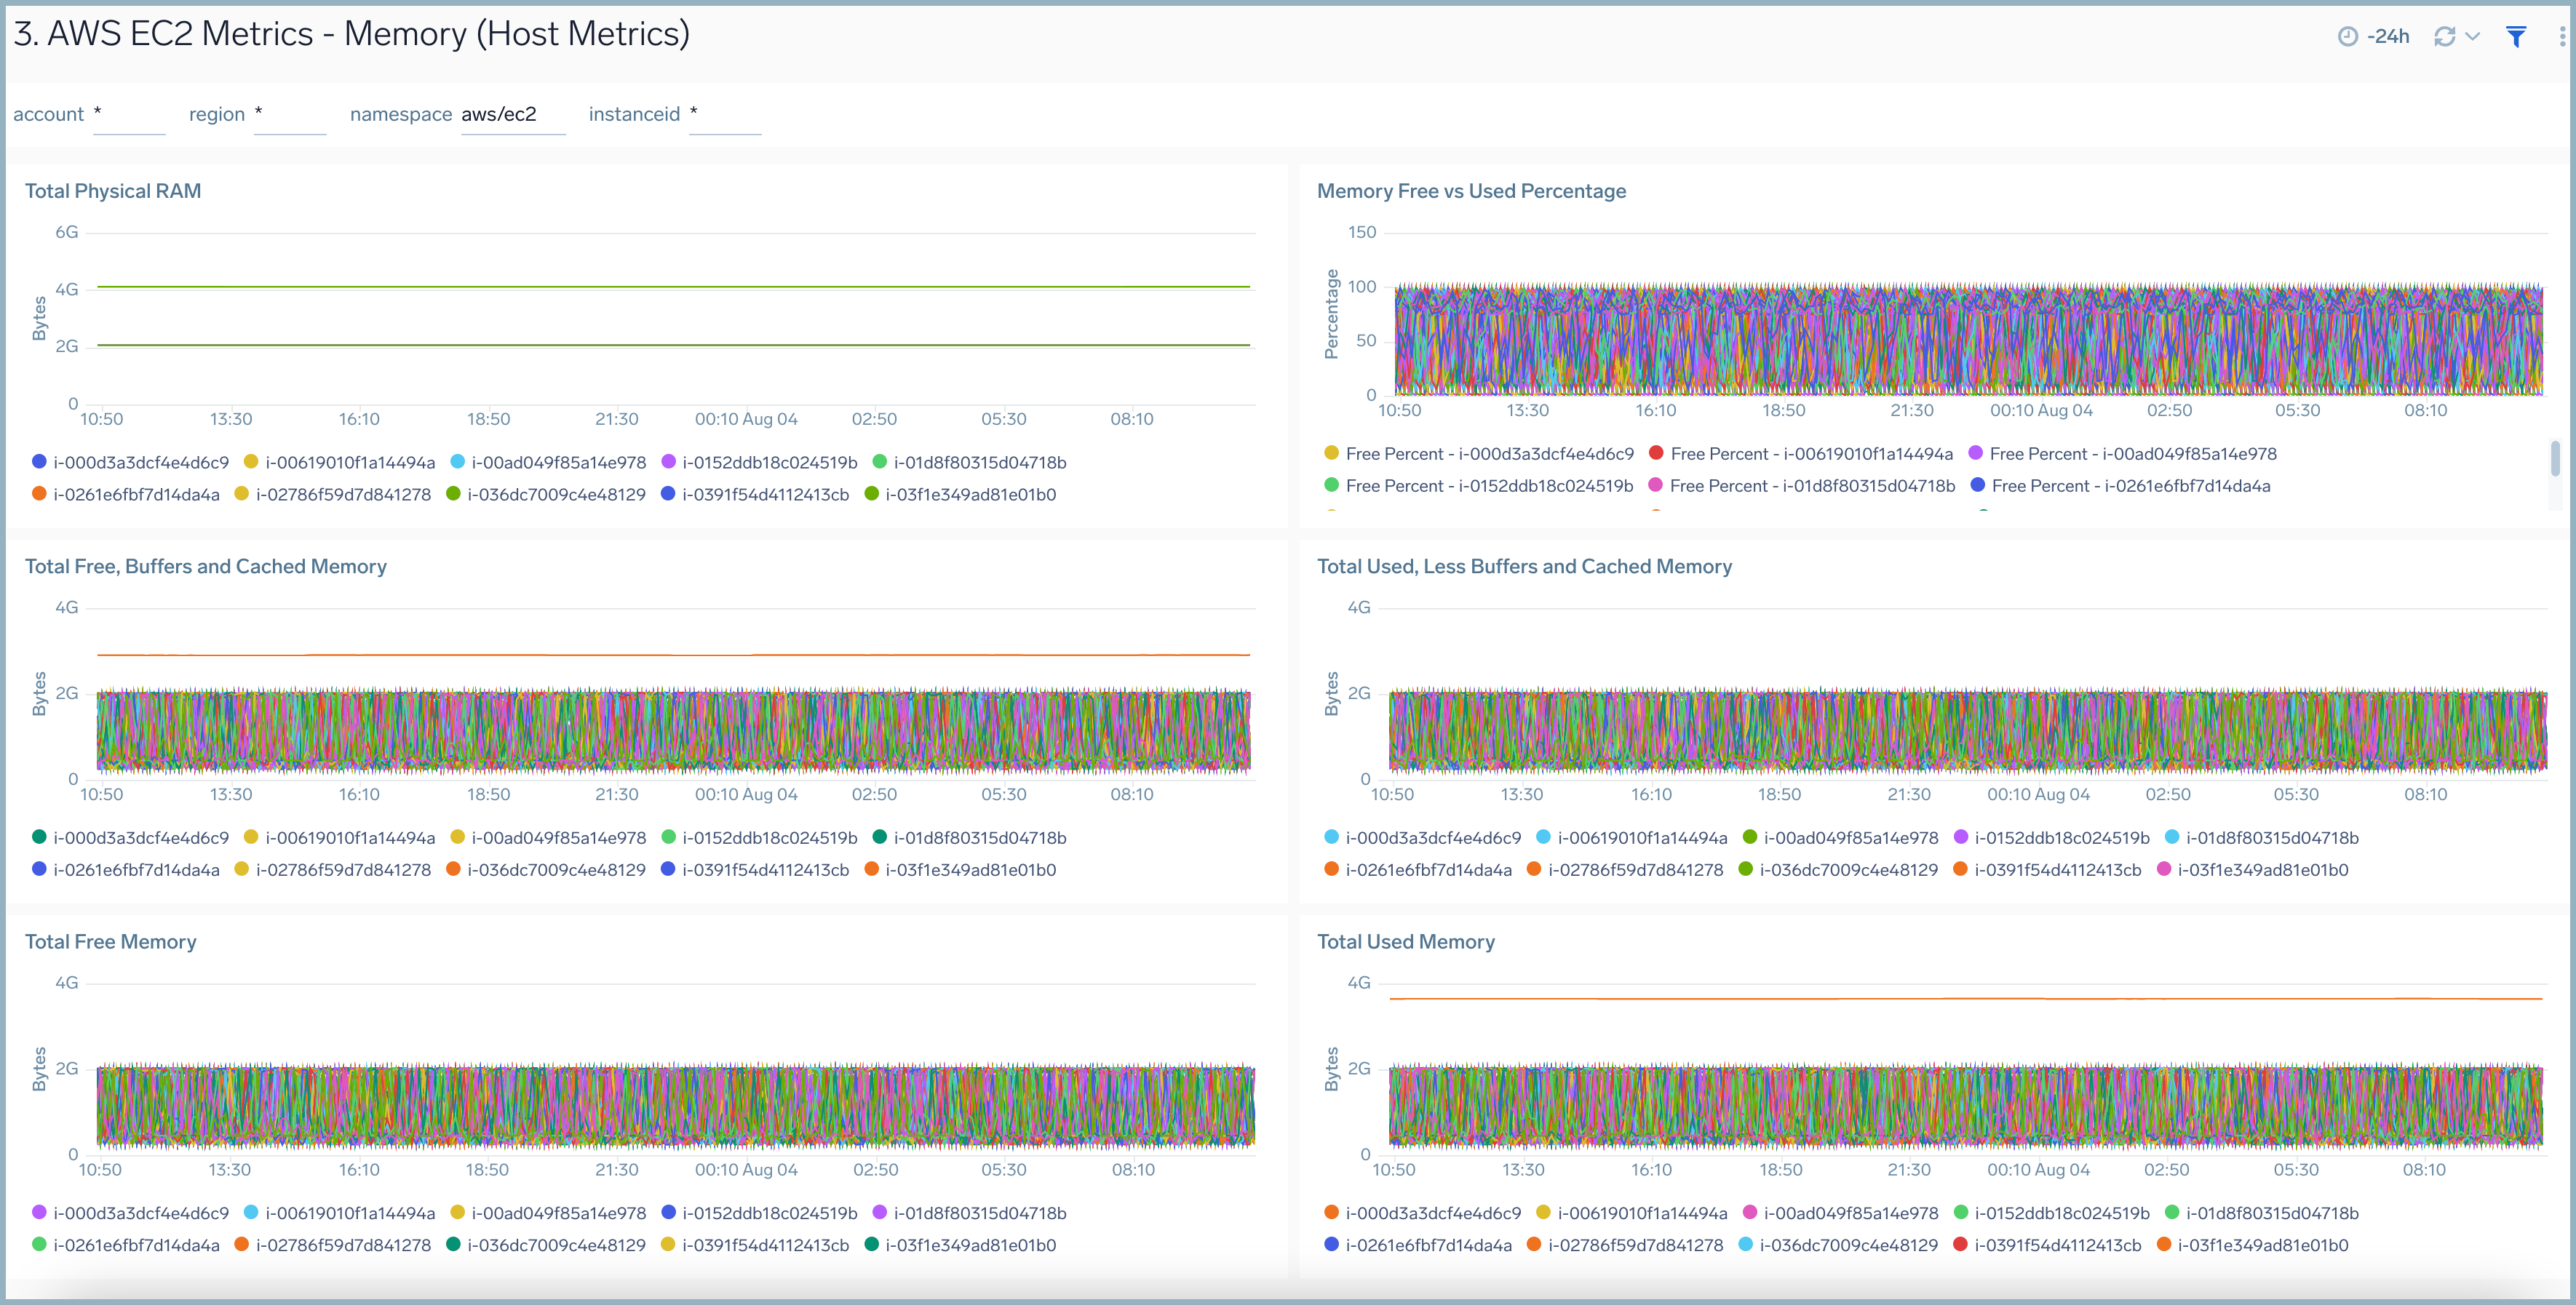 3. AWS EC2 Metrics - Memory (Host Metrics)
-24h
account * region * namespace aws/ec2 instanceid *
Total Physical RAM
6G
4G
2G
0
Bytes
10:50 13:30 16:10 18:50 21:30 00:10 Aug 04 02:50 05:30 08:10
i-000d3a3dcf4e4d6c9 i-00619010f1a14494a i-00ad049f85a14e978 i-0152ddb18c024519b i-01d8f80315d04718b
i-0261e6fbf7d14da4a i-02786f59d7d841278 i-036dc7009c4e48129 i-0391f54d4112413cb i-03f1e349ad81e01b0
Memory Free vs Used Percentage
150
100
50
0
Percentage
10:50 13:30 16:10 18:50 21:30 00:10 Aug 04 02:50 05:30 08:10
Free Percent - i-000d3a3dcf4e4d6c9 Free Percent - i-00619010f1a14494a Free Percent - i-00ad049f85a14e978
Free Percent - i-0152ddb18c024519b Free Percent - i-01d8f80315d04718b Free Percent - i-0261e6fbf7d14da4a
Total Free, Buffers and Cached Memory
4G
2G
0
Bytes
10:50 13:30 16:10 18:50 21:30 00:10 Aug 04 02:50 05:30 08:10
i-000d3a3dcf4e4d6c9 i-00619010f1a14494a i-00ad049f85a14e978 i-0152ddb18c024519b i-01d8f80315d04718b
i-0261e6fbf7d14da4a i-02786f59d7d841278 i-036dc7009c4e48129 i-0391f54d4112413cb i-03f1e349ad81e01b0
Total Used, Less Buffers and Cached Memory
4G
2G
0
Bytes
10:50 13:30 16:10 18:50 21:30 00:10 Aug 04 02:50 05:30 08:10
i-000d3a3dcf4e4d6c9 i-00619010f1a14494a i-00ad049f85a14e978 i-0152ddb18c024519b i-01d8f80315d04718b
i-0261e6fbf7d14da4a i-02786f59d7d841278 i-036dc7009c4e48129 i-0391f54d4112413cb i-03f1e349ad81e01b0
Total Free Memory
4G
2G
0
Bytes
10:50 13:30 16:10 18:50 21:30 00:10 Aug 04 02:50 05:30 08:10
i-000d3a3dcf4e4d6c9 i-00619010f1a14494a i-00ad049f85a14e978 i-0152ddb18c024519b i-01d8f80315d04718b
i-0261e6fbf7d14da4a i-02786f59d7d841278 i-036dc7009c4e48129 i-0391f54d4112413cb i-03f1e349ad81e01b0
Total Used Memory
4G
2G
0
Bytes
10:50 13:30 16:10 18:50 21:30 00:10 Aug 04 02:50 05:30 08:10
i-000d3a3dcf4e4d6c9 i-00619010f1a14494a i-00ad049f85a14e978 i-0152ddb18c024519b i-01d8f80315d04718b
i-0261e6fbf7d14da4a i-02786f59d7d841278 i-036dc7009c4e48129 i-0391f54d4112413cb i-03f1e349ad81e01b0